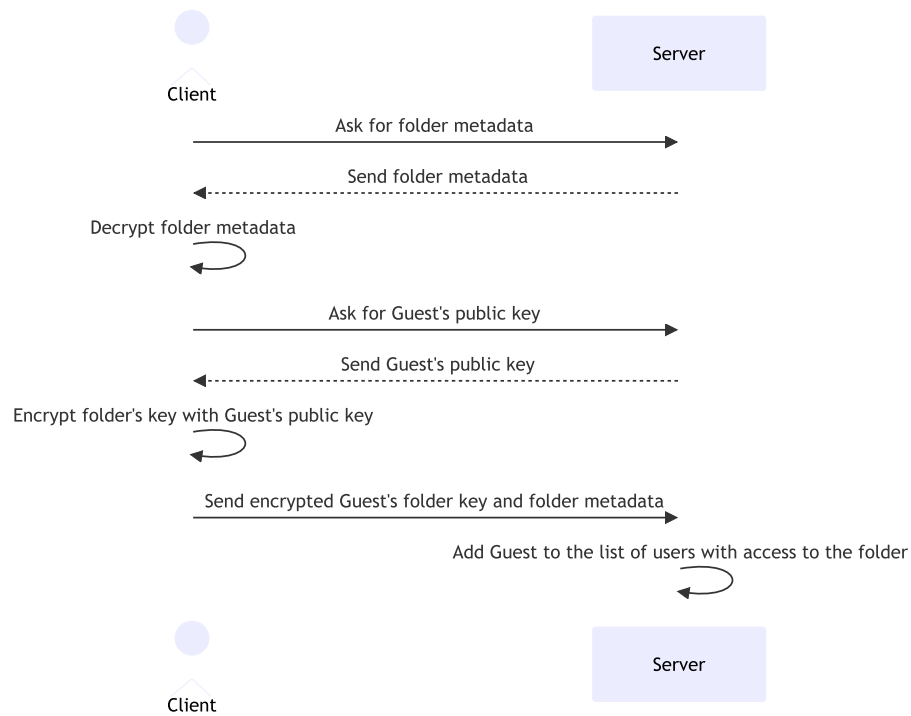 Server
Client
Ask for folder metadata
Send folder metadata
Decrypt folder metadata
Ask for Guest's public key
Send Guest's public key
Encrypt folder's key with Guest's public key
Send encrypted Guest's folder key and folder metadata
Add Guest to the list of users with access to the folder
Server
Client